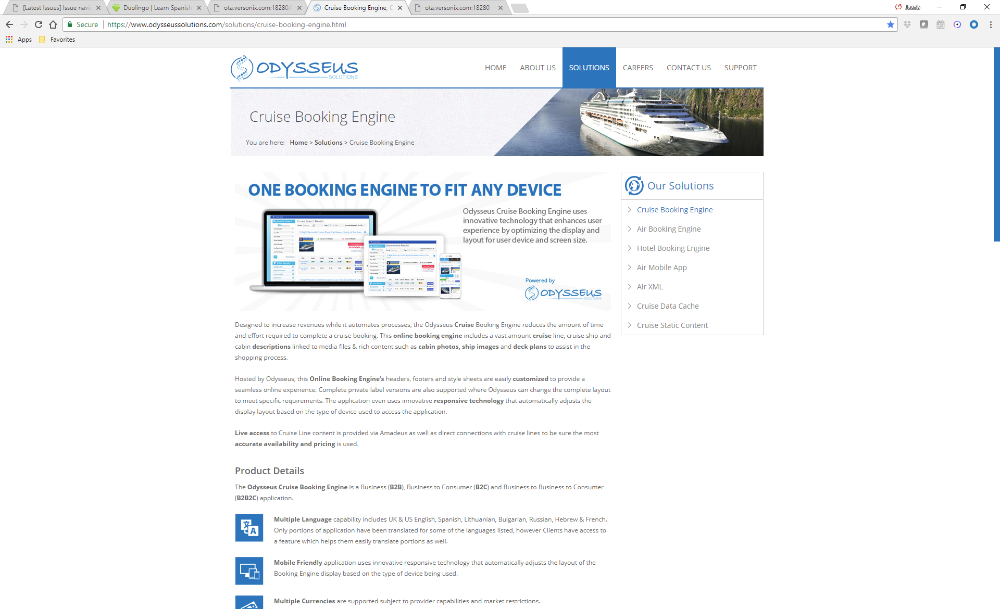 [Latest Issues] Issue navig
Duolingo | Learn Spanish
ota.versonix.com:18280/
Cruise Booking Engine, C
ota.versonix.com:18280
Jacob
Secure
https://www.odysseussolutions.com/solutions/cruise-booking-engine.html
Apps
Favorites
ODYSSEUS
SOLUTIONS
HOME
ABOUT US
SOLUTIONS
CAREERS
CONTACT US
SUPPORT
Cruise Booking Engine
You are here: Home > Solutions > Cruise Booking Engine
ONE BOOKING ENGINE TO FIT ANY DEVICE
Odysseus Cruise Booking Engine uses
innovative technology that enhances user
experience by optimizing the display and
layout for user device and screen size.
Cruise Search Results
Cruise Search Results
Powered by
ODYSSEUS
SOLUTIONS
Our Solutions
Cruise Booking Engine
Air Booking Engine
Hotel Booking Engine
Air Mobile App
Air XML
Cruise Data Cache
Cruise Static Content
Designed to increase revenues while it automates processes, the Odysseus Cruise Booking Engine reduces the amount of time
and effort required to complete a cruise booking. This online booking engine includes a vast amount cruise line, cruise ship and
cabin descriptions linked to media files & rich content such as cabin photos, ship images and deck plans to assist in the
shopping process.
Hosted by Odysseus, this Online Booking Engine's headers, footers and style sheets are easily customized to provide a
seamless online experience. Complete private label versions are also supported where Odysseus can change the complete layout
to meet specific requirements. The application even uses innovative responsive technology that automatically adjusts the
display layout based on the type of device used to access the application.
Live access to Cruise Line content is provided via Amadeus as well as direct connections with cruise lines to be sure the most
accurate availability and pricing is used.
Product Details
The Odysseus Cruise Booking Engine is a Business (B2B), Business to Consumer (B2C) and Business to Business to Consumer
(B2B2C) application.
Multiple Language capability includes UK & US English, Spanish, Lithuanian, Bulgarian, Russian, Hebrew & French.
Only portions of application have been translated for some of the languages listed, however Clients have access to
a feature which helps them easily translate portions as well.
Mobile Friendly application uses innovative responsive technology that automatically adjusts the layout of the
Booking Engine display based on the type of device being used.
Multiple Currencies are supported subject to provider capabilities and market restrictions.